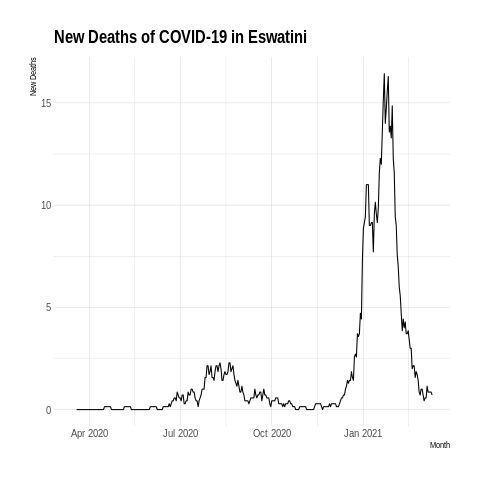 New Deaths of COVID-19 in Eswatini
New Deaths
15
10
5
0
Apr 2020
Jul 2020
Oct 2020
Jan 2021
Month